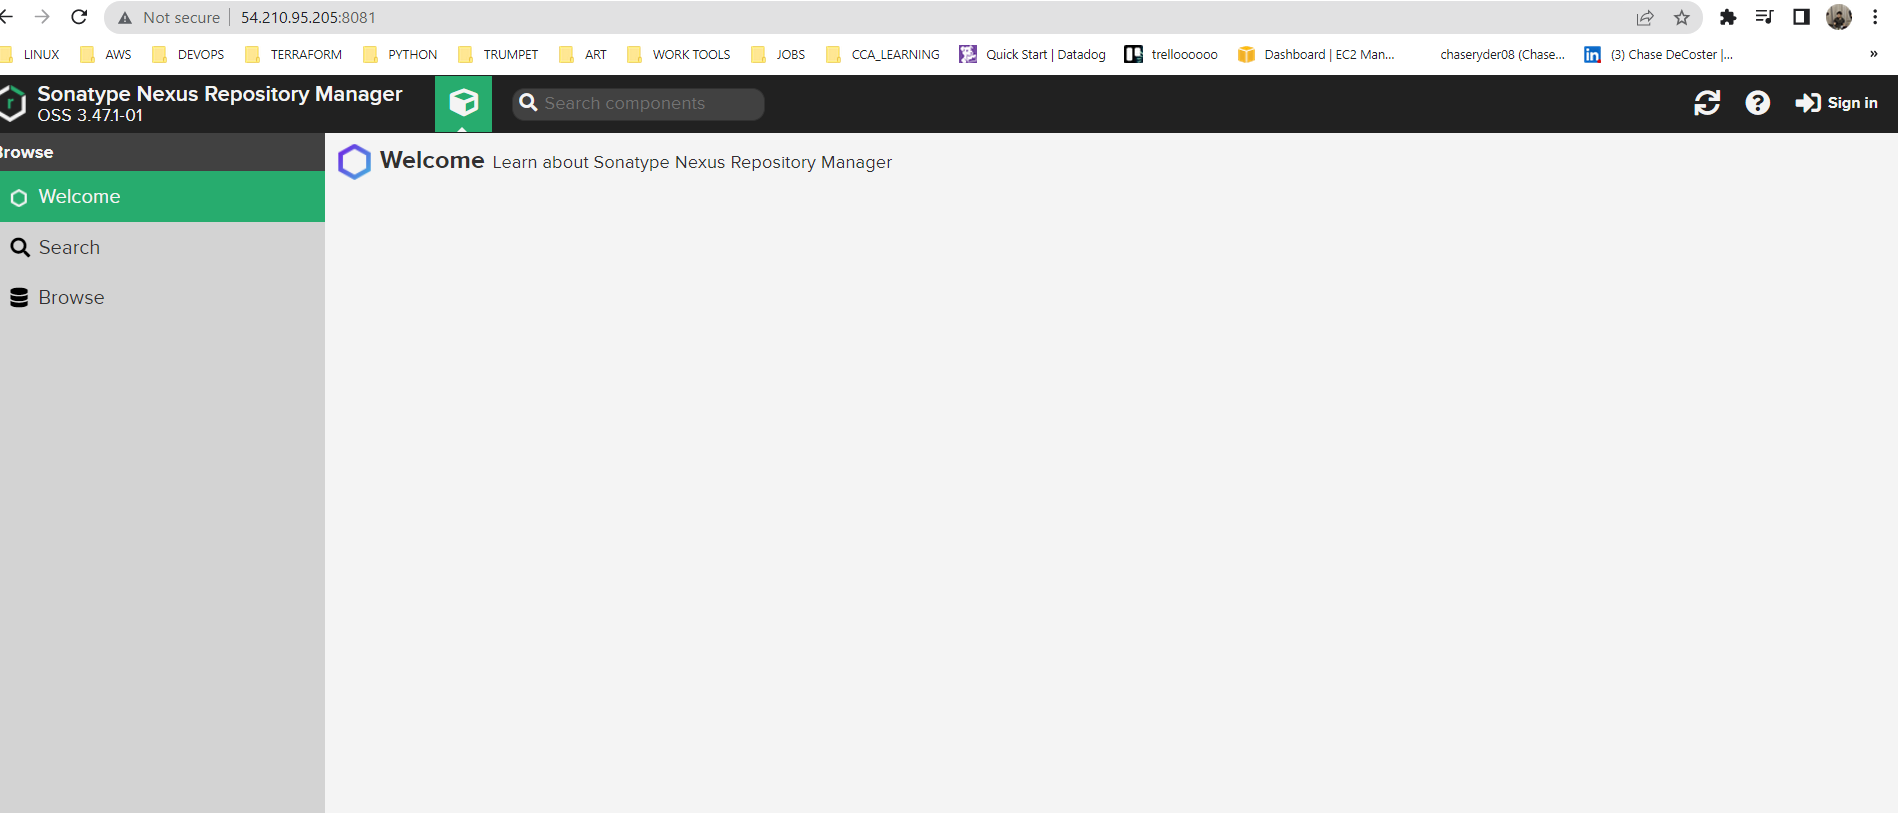 Not secure 54.210.95.205:8081
LINUX AWS DEVOPS TERRAFORM PYTHON TRUMPET ART WORK TOOLS JOBS CCA_LEARNING Quick Start | Datadog trelloooooo Dashboard | EC2 Man... chaseryder08 (Chase... (3) Chase DeCoster |... »
Sonatype Nexus Repository Manager
OSS 3.47.1-01
Search components
Sign in
Browse
Welcome Learn about Sonatype Nexus Repository Manager
Welcome
Search
Browse